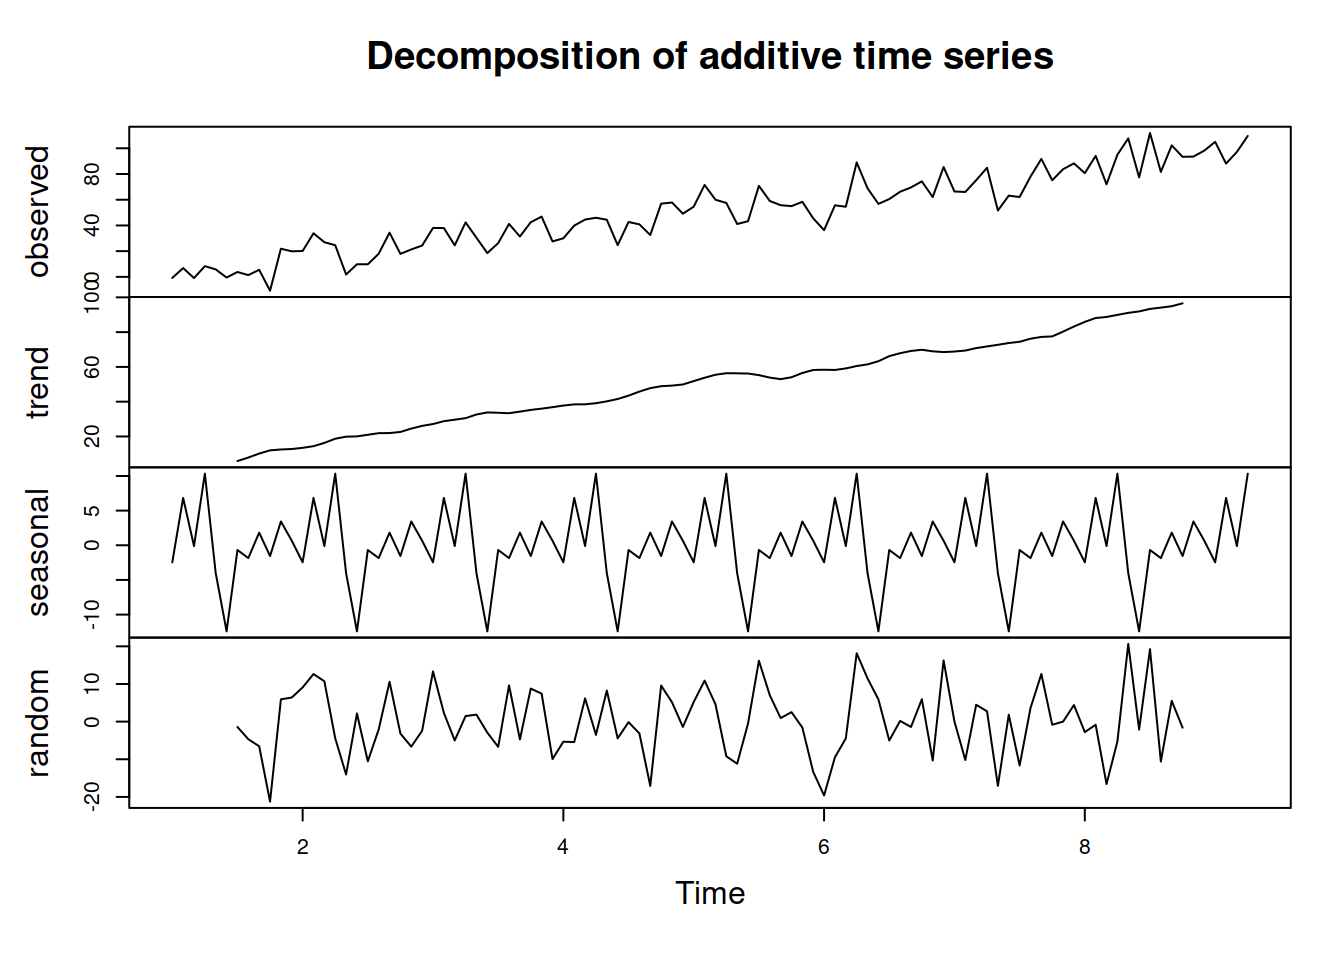 Decomposition of additive time series
observed
0 40 80
trend
20 60 100
seasonal
-10 0 5
random
-20 0 10
2 4 6 8
Time